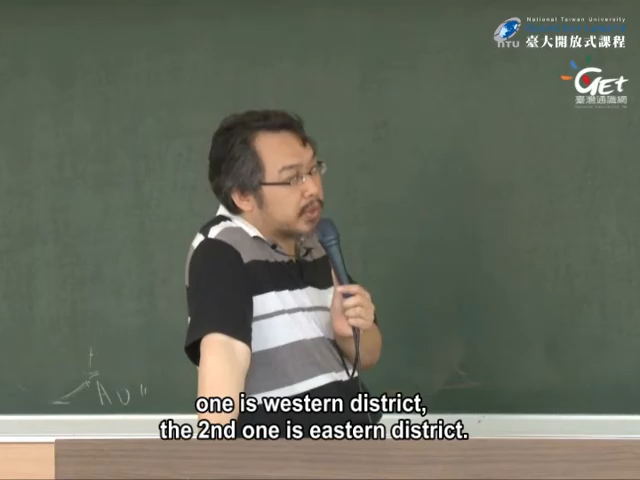 National Taiwan University
NTU 臺大開放式課程
GET
臺灣通識網
one is western district,
the 2nd one is eastern district.